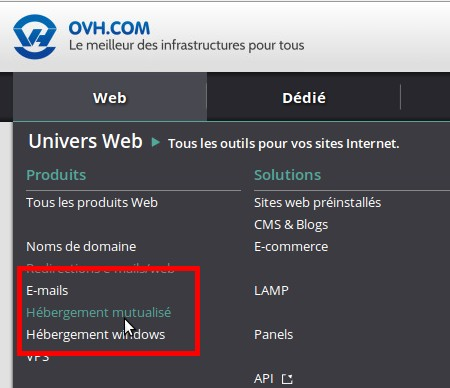 OVH.COM
Le meilleur des infrastructures pour tous
Web
Dédié
Univers Web ▶ Tous les outils pour vos sites Internet.
Produits
Tous les produits Web
Noms de domaine
Redirections e-mails/web
E-mails
Hébergement mutualisé
Hébergement windows
VPS
Solutions
Sites web préinstallés
CMS & Blogs
E-commerce
LAMP
Panels
API